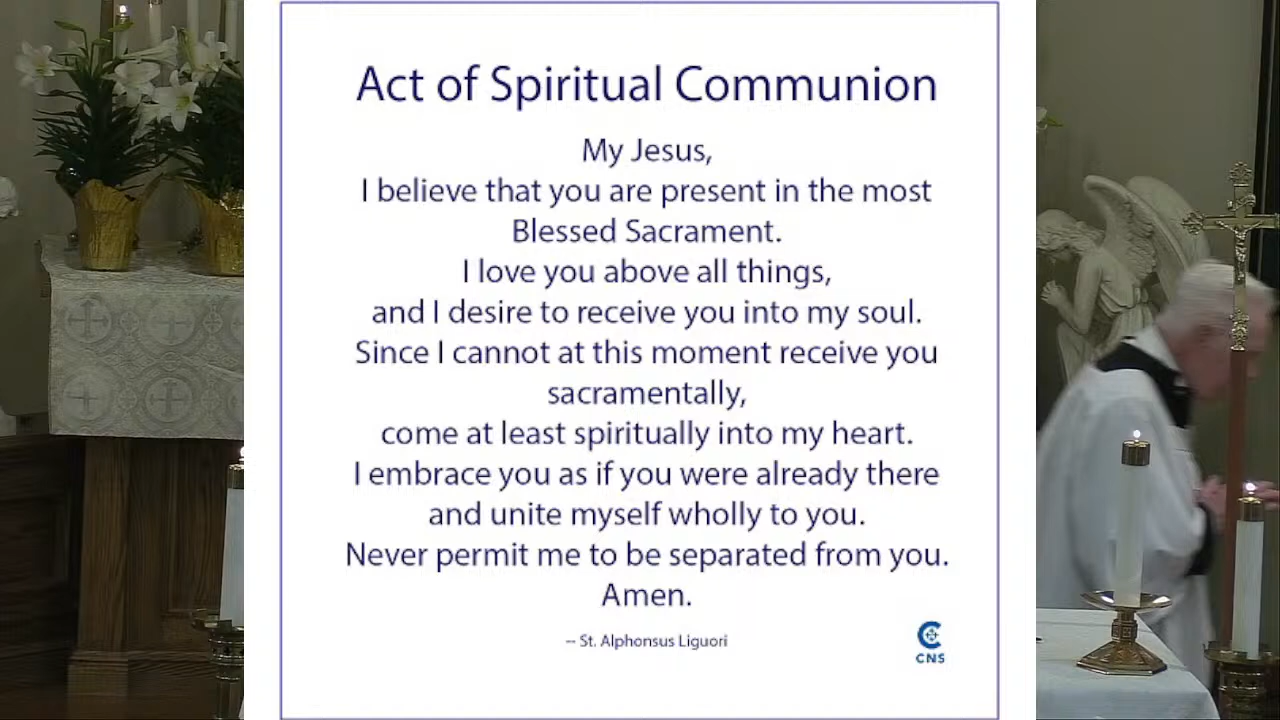 Act of Spiritual Communion
My Jesus,
I believe that you are present in the most
Blessed Sacrament.
I love you above all things,
and I desire to receive you into my soul.
Since I cannot at this moment receive you
sacramentally,
come at least spiritually into my heart.
I embrace you as if you were already there
and unite myself wholly to you.
Never permit me to be separated from you.
Amen.
-- St. Alphonsus Liguori
CNS